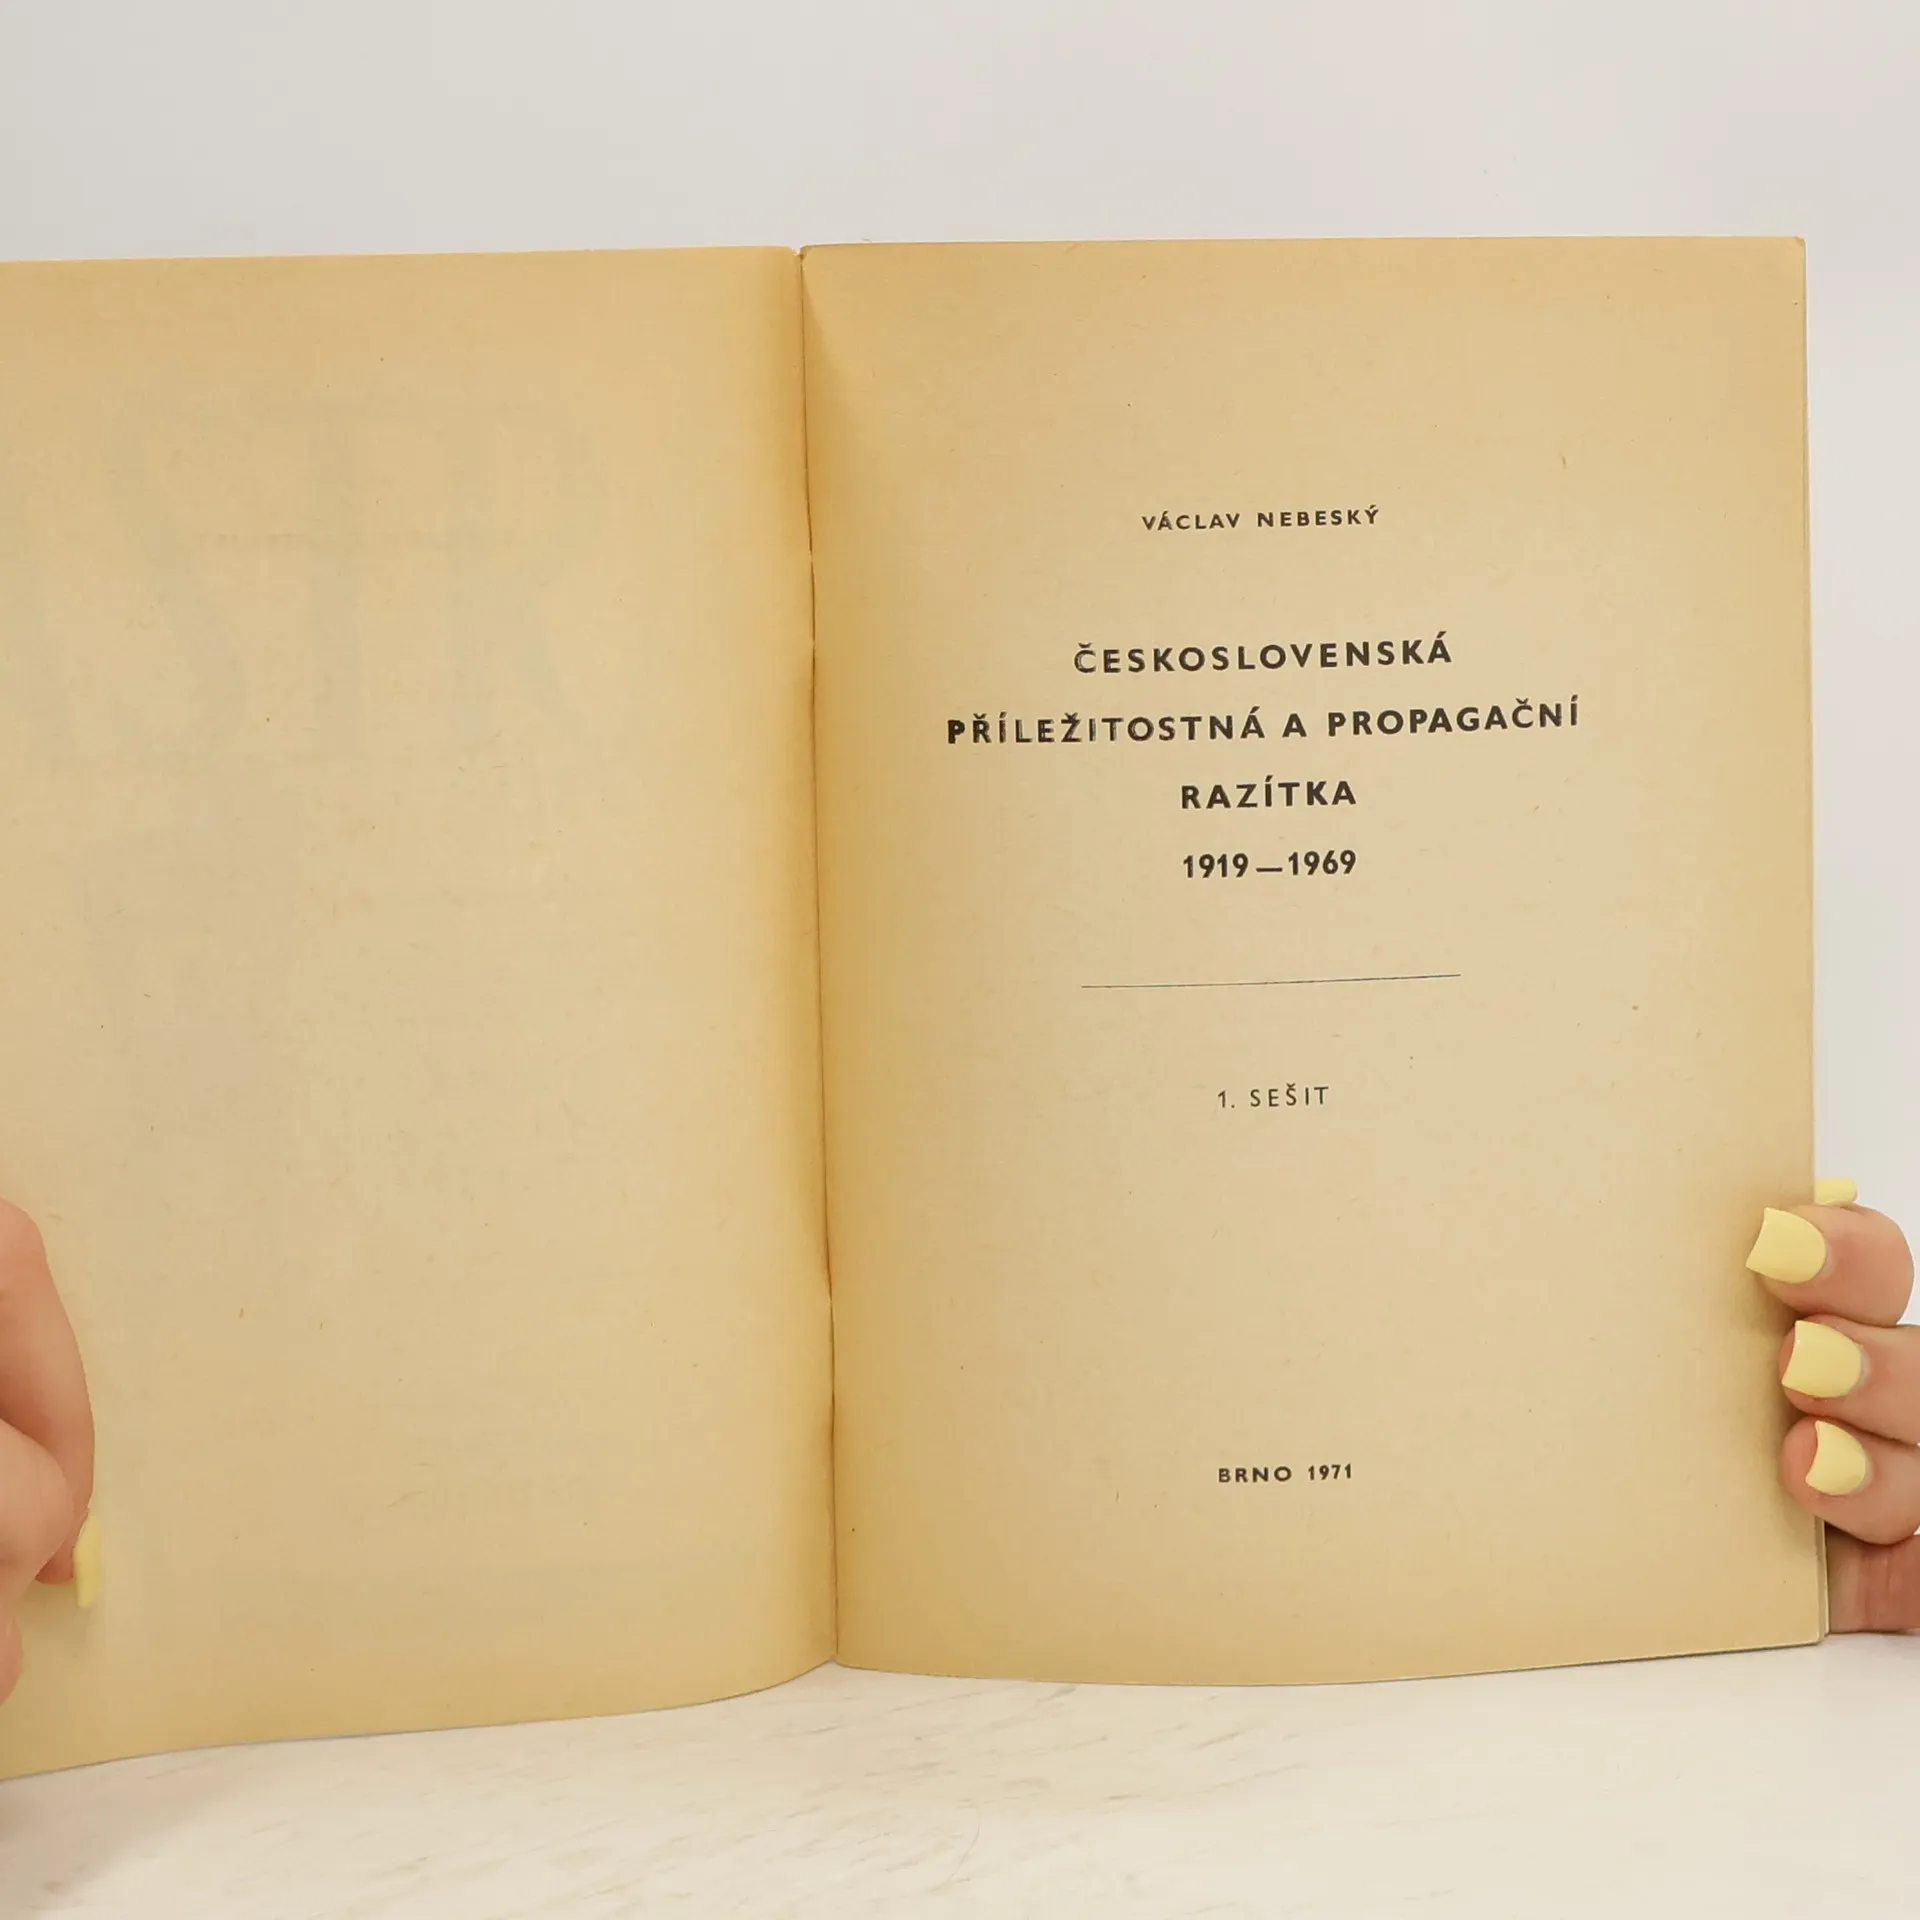 VÁCLAV NEBESKÝ
ČESKOSLOVENSKÁ
PŘÍLEŽITOSTNÁ A PROPAGAČNÍ
RAZÍTKA
1919—1969
1. SEŠIT
BRNO 1971